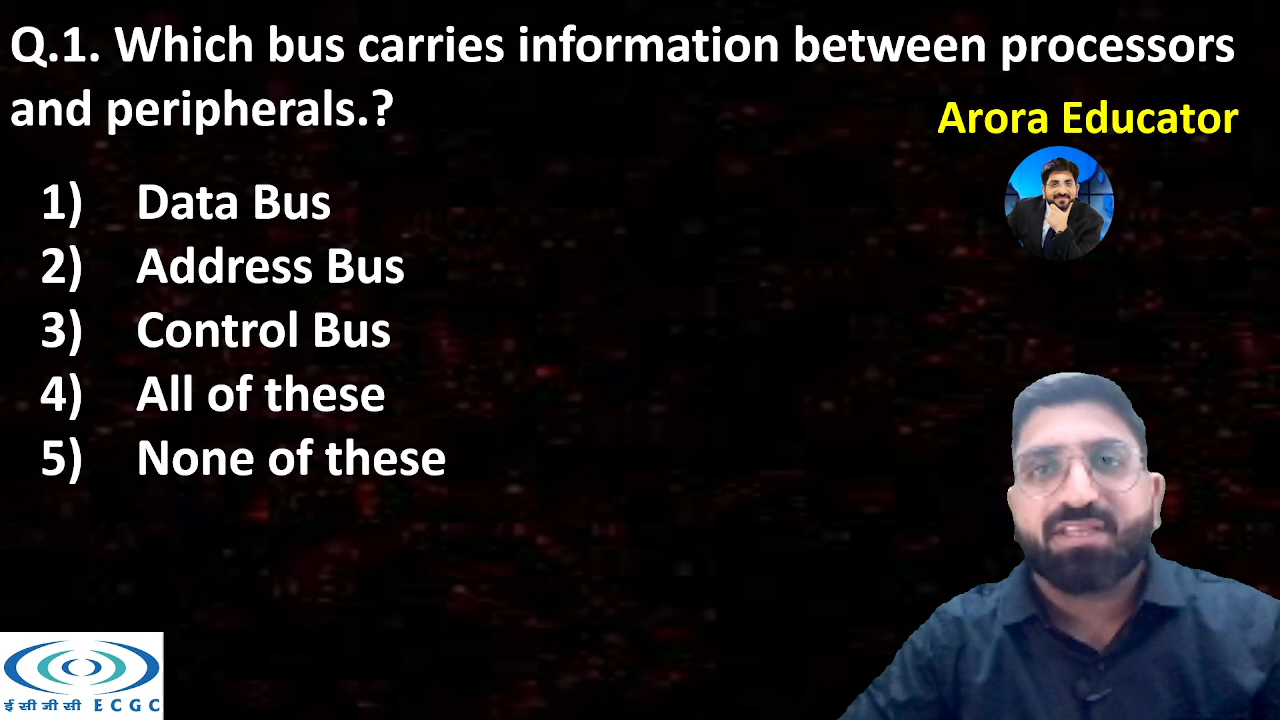 Q.1. Which bus carries information between processors
and peripherals.?
Arora Educator
1) Data Bus
2) Address Bus
3) Control Bus
4) All of these
5) None of these
ई सी जी सी E C G C